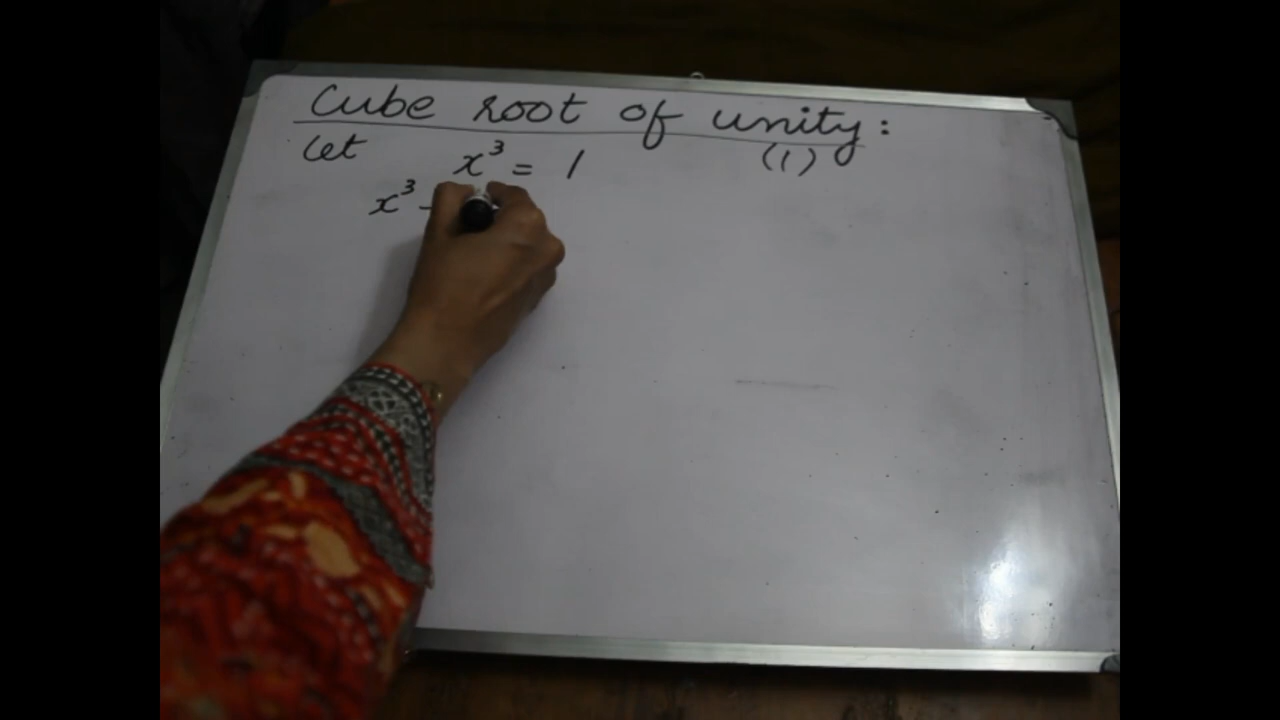 Cube root of unity:
Let x³ = 1 (1)
x³ -